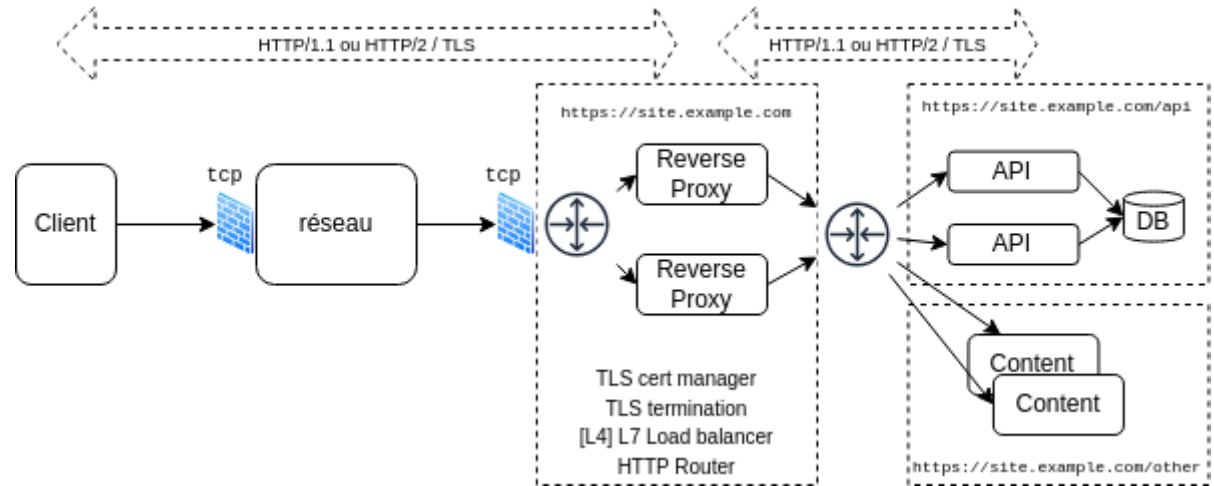 HTTP/1.1 ou HTTP/2 / TLS
HTTP/1.1 ou HTTP/2 / TLS
https://site.example.com
https://site.example.com/api
Client
tcp
réseau
tcp
Reverse
Proxy
Reverse
Proxy
API
API
DB
Content
Content
TLS cert manager
TLS termination
[L4] L7 Load balancer
HTTP Router
https://site.example.com/other